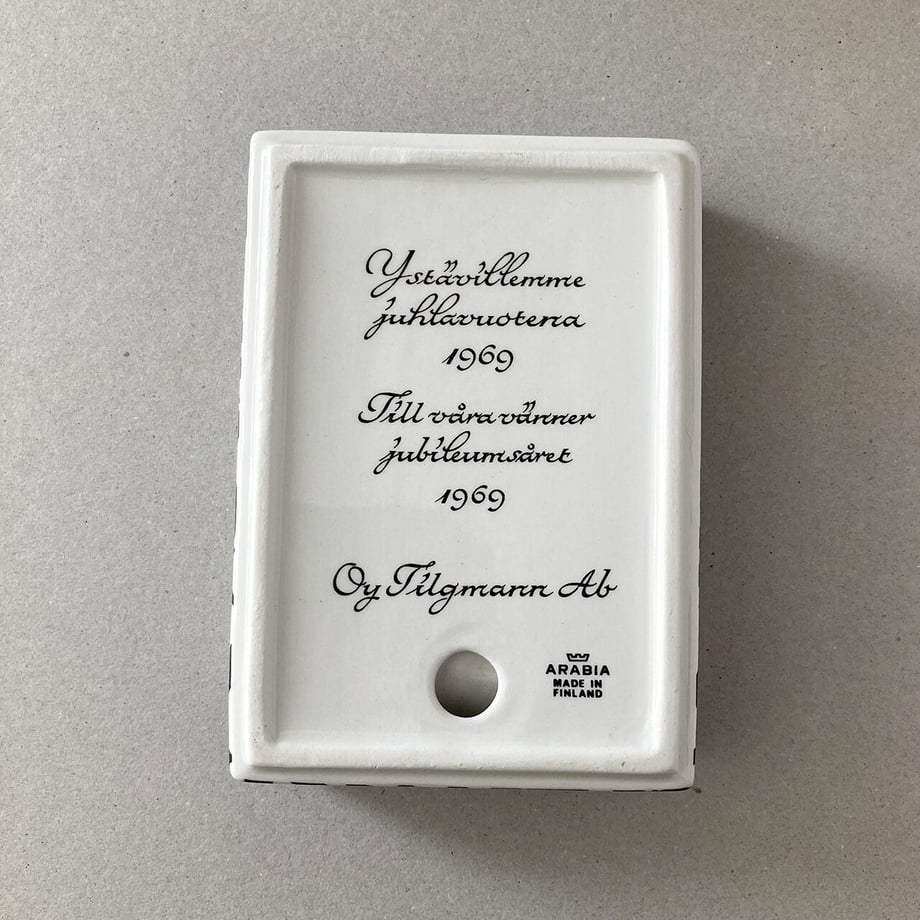 Ystävillemme
juhlavuotena
1969
Till våra vänner
jubileumsåret
1969
Oy Tilgmann Ab
ARABIA
MADE IN
FINLAND